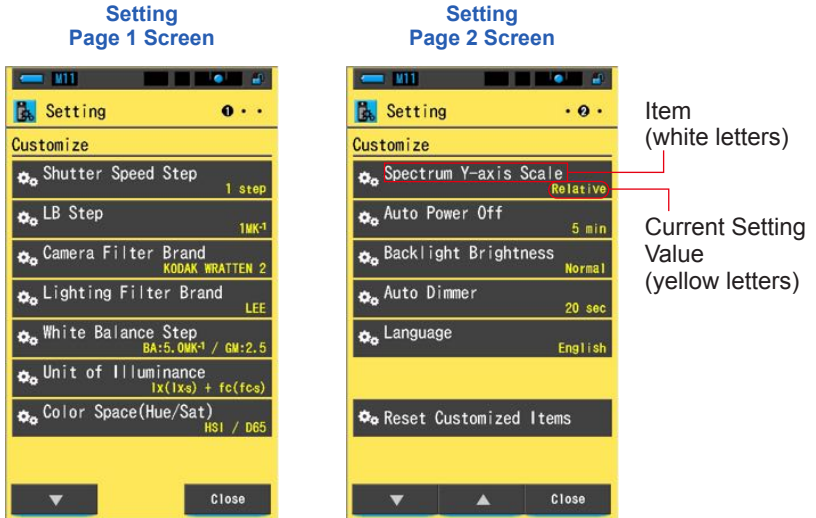 Setting
Page 1 Screen
M11
Setting
❶ · ·
Customize
Shutter Speed Step
1 step
LB Step
1MK⁻¹
Camera Filter Brand
KODAK WRATTEN 2
Lighting Filter Brand
LEE
White Balance Step
BA:5.0MK⁻¹ / GM:2.5
Unit of Illuminance
lx(lx·s) + fc(fc·s)
Color Space(Hue/Sat)
HSI / D65
▼
Close
Setting
Page 2 Screen
M11
Setting
· ❷ ·
Customize
Spectrum Y-axis Scale
Relative
Auto Power Off
5 min
Backlight Brightness
Normal
Auto Dimmer
20 sec
Language
English
Reset Customized Items
▼ ▲ Close
Item
(white letters)
Current Setting
Value
(yellow letters)